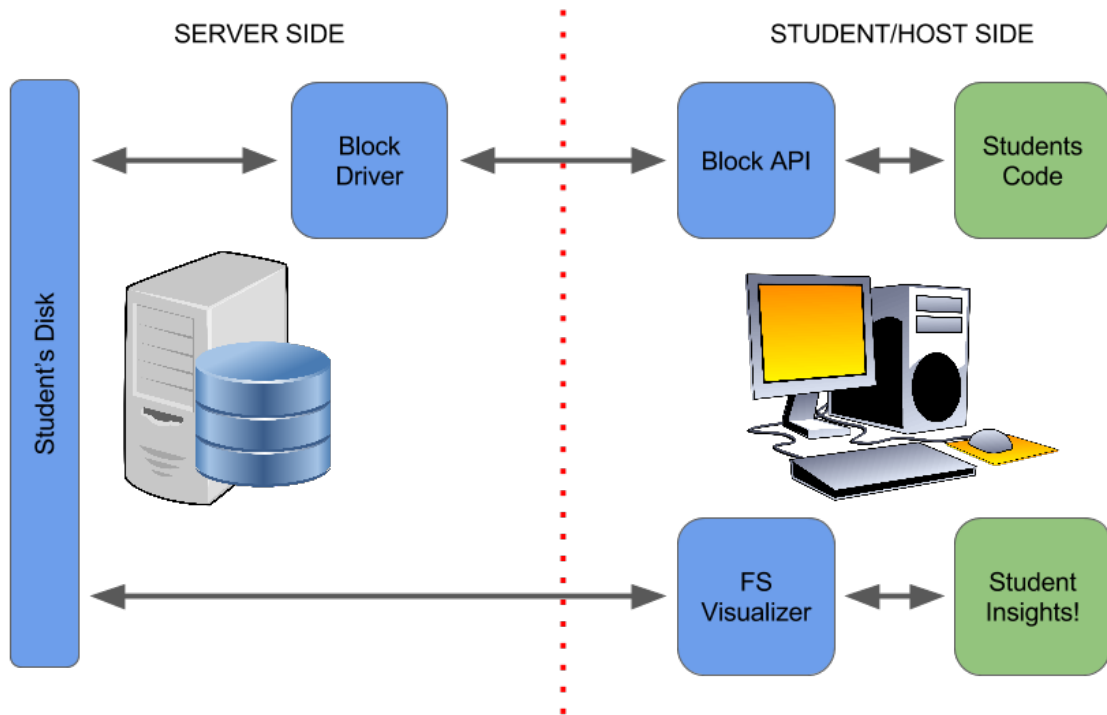 SERVER SIDE
STUDENT/HOST SIDE
Block
Driver
Block API
Students
Code
Student's Disk
FS
Visualizer
Student
Insights!